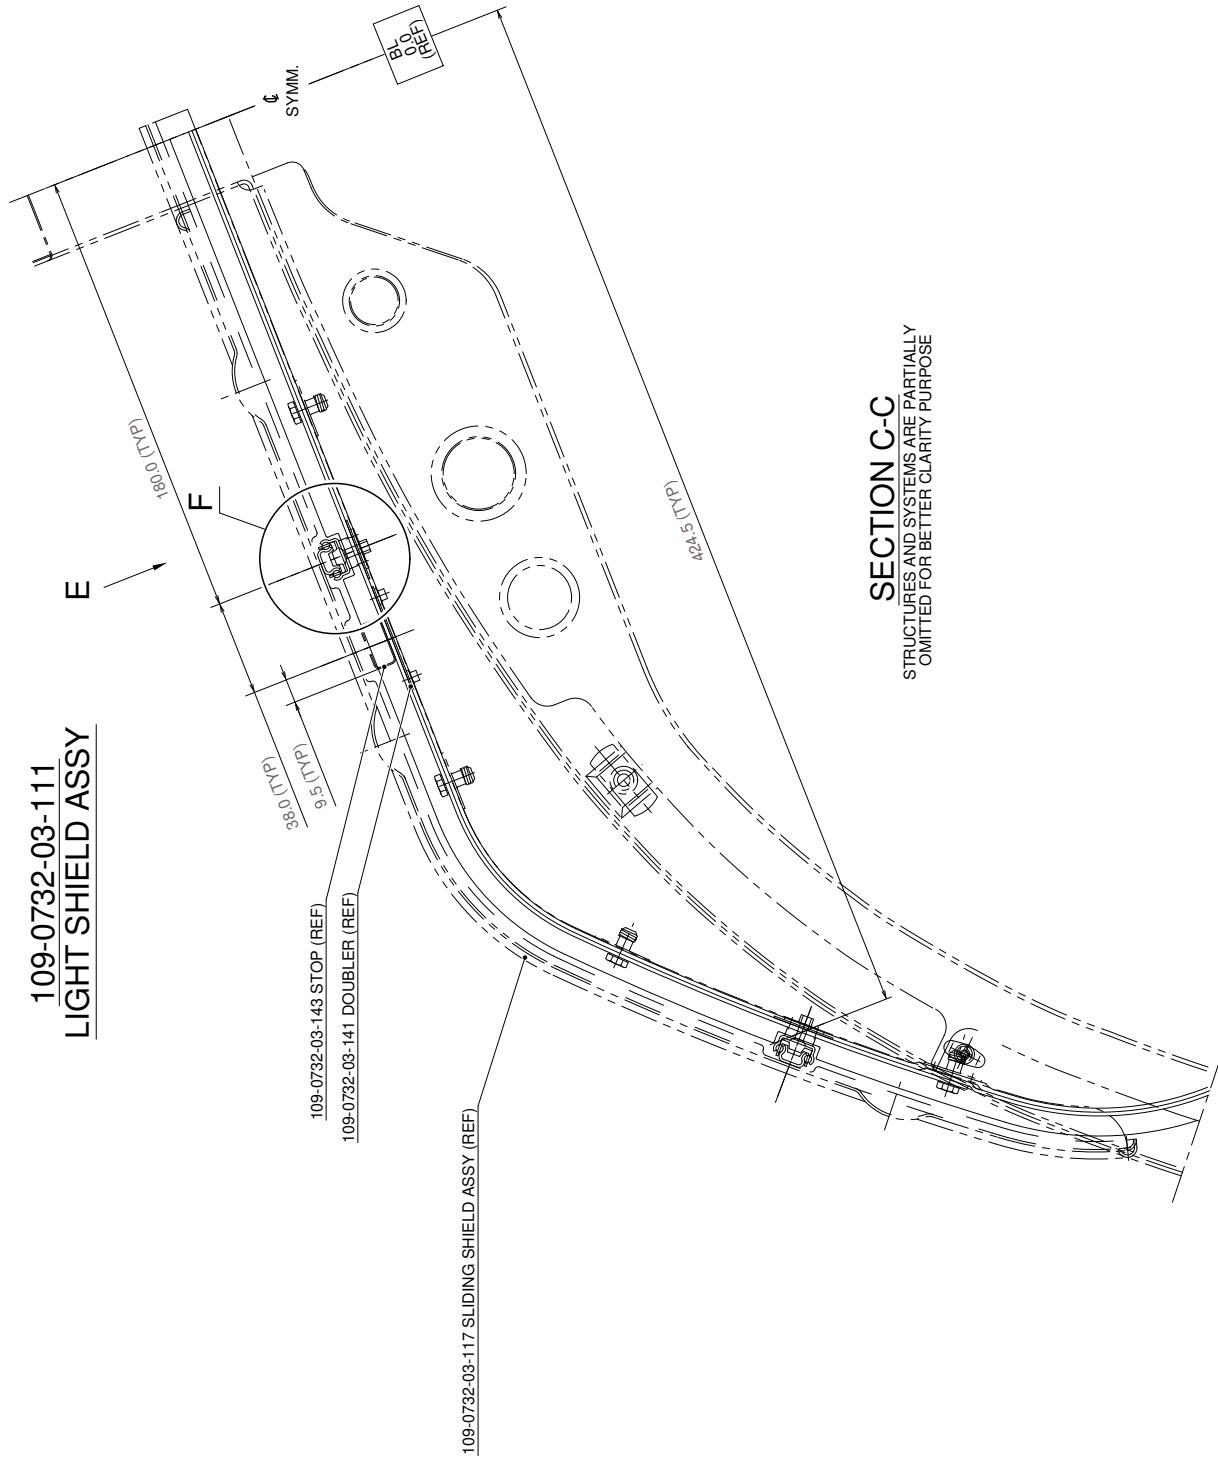 109-0732-03-111
LIGHT SHIELD ASSY
E
F
180.0 (TYP)
38.0 (TYP)
9.5 (TYP)
109-0732-03-143 STOP (REF)
109-0732-03-141 DOUBLER (REF)
109-0732-03-117 SLIDING SHIELD ASSY (REF)
℄
SYMM.
BL
0.0
(REF)
424.5 (TYP)
SECTION C-C
STRUCTURES AND SYSTEMS ARE PARTIALLY
OMITTED FOR BETTER CLARITY PURPOSE